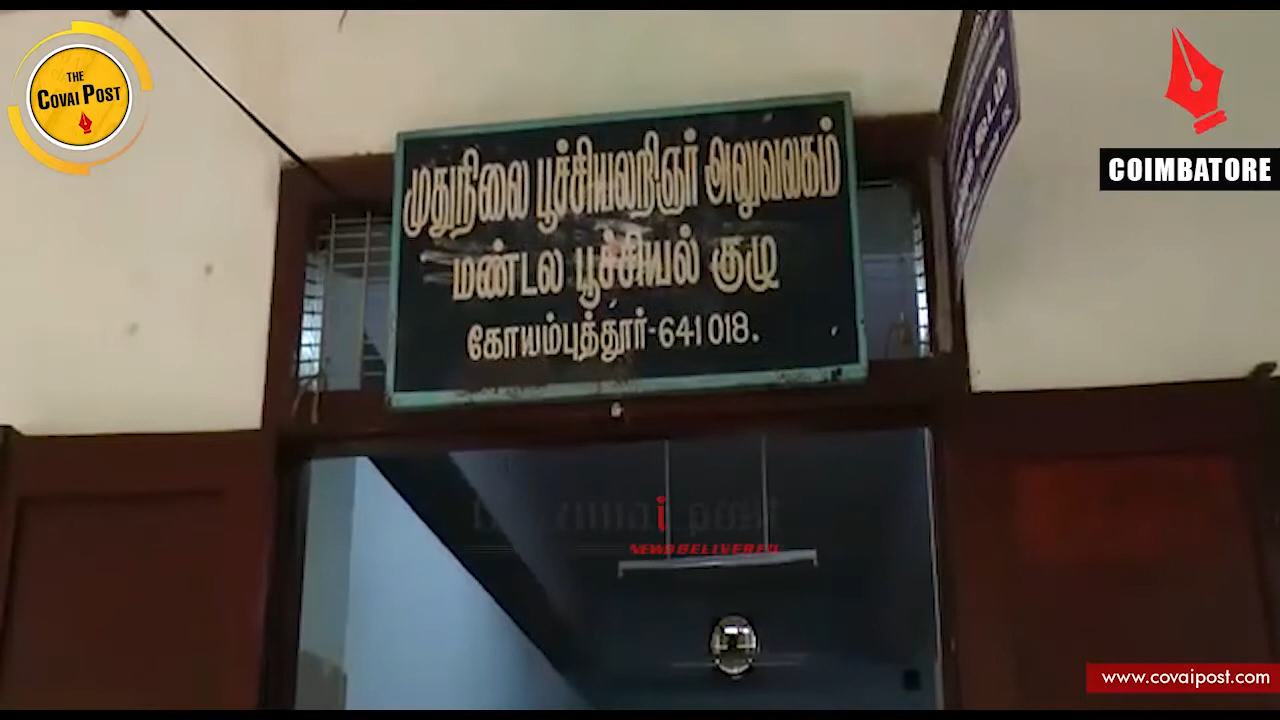 THE
COVAI POST
COIMBATORE
முதுநிலை பூச்சியலறிஞர் அலுவலகம்
மண்டல பூச்சியல் குழு
கோயம்புத்தூர்-641 018.
NEWS DELIVERED
www.covaipost.com